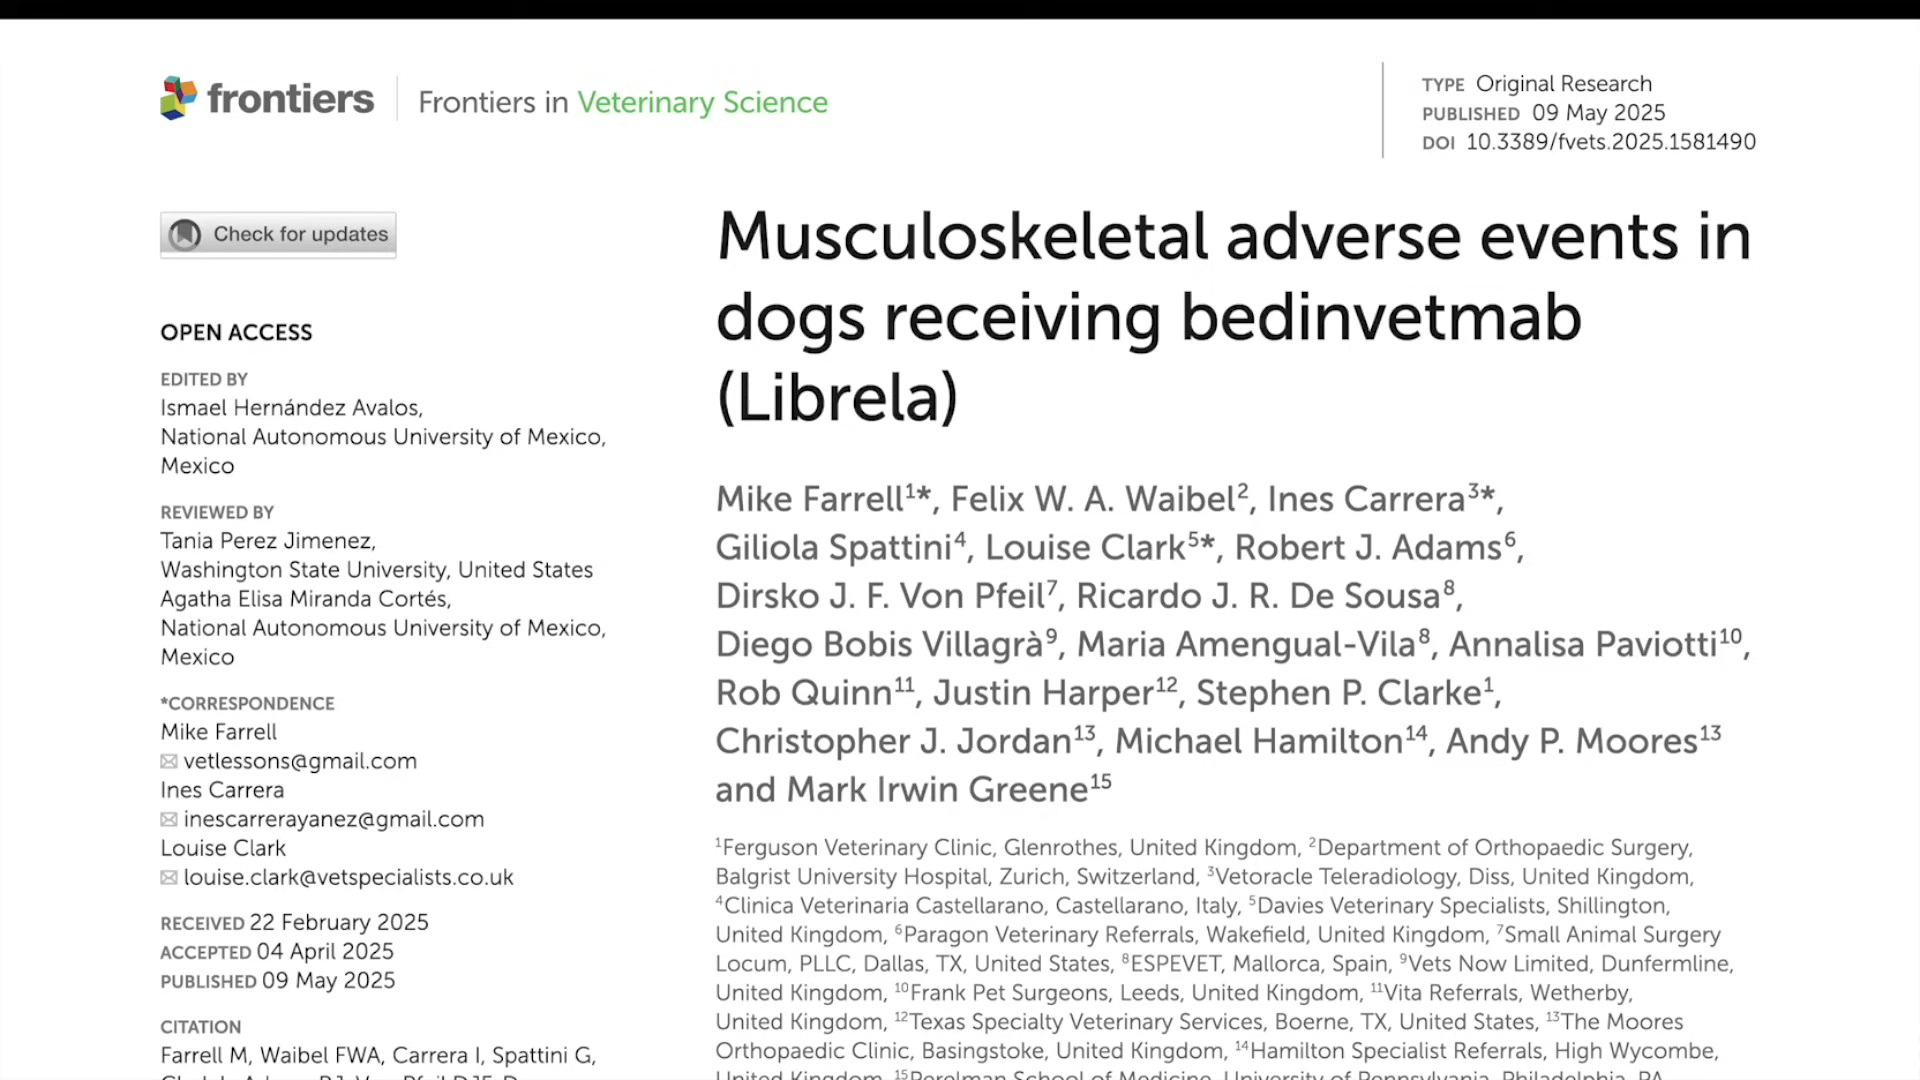 frontiers | Frontiers in Veterinary Science
TYPE Original Research
PUBLISHED 09 May 2025
DOI 10.3389/fvets.2025.1581490
Check for updates
OPEN ACCESS
EDITED BY
Ismael Hernández Avalos,
National Autonomous University of Mexico,
Mexico
REVIEWED BY
Tania Perez Jimenez,
Washington State University, United States
Agatha Elisa Miranda Cortés,
National Autonomous University of Mexico,
Mexico
*CORRESPONDENCE
Mike Farrell
vetlessons@gmail.com
Ines Carrera
inescarrerayanez@gmail.com
Louise Clark
louise.clark@vetspecialists.co.uk
RECEIVED 22 February 2025
ACCEPTED 04 April 2025
PUBLISHED 09 May 2025
CITATION
Farrell M, Waibel FWA, Carrera I, Spattini G,
Musculoskeletal adverse events in
dogs receiving bedinvetmab
(Librela)
Mike Farrell1*, Felix W. A. Waibel2, Ines Carrera3*,
Giliola Spattini4, Louise Clark5*, Robert J. Adams6,
Dirsko J. F. Von Pfeil7, Ricardo J. R. De Sousa8,
Diego Bobis Villagrà9, Maria Amengual-Vila8, Annalisa Paviotti10,
Rob Quinn11, Justin Harper12, Stephen P. Clarke1,
Christopher J. Jordan13, Michael Hamilton14, Andy P. Moores13
and Mark Irwin Greene15
1Ferguson Veterinary Clinic, Glenrothes, United Kingdom, 2Department of Orthopaedic Surgery,
Balgrist University Hospital, Zurich, Switzerland, 3Vetoracle Teleradiology, Diss, United Kingdom,
4Clinica Veterinaria Castellarano, Castellarano, Italy, 5Davies Veterinary Specialists, Shillington,
United Kingdom, 6Paragon Veterinary Referrals, Wakefield, United Kingdom, 7Small Animal Surgery
Locum, PLLC, Dallas, TX, United States, 8ESPEVET, Mallorca, Spain, 9Vets Now Limited, Dunfermline,
United Kingdom, 10Frank Pet Surgeons, Leeds, United Kingdom, 11Vita Referrals, Wetherby,
United Kingdom, 12Texas Specialty Veterinary Services, Boerne, TX, United States, 13The Moores
Orthopaedic Clinic, Basingstoke, United Kingdom, 14Hamilton Specialist Referrals, High Wycombe,
United Kingdom, 15Perelman School of Medicine, University of Pennsylvania, Philadelphia, PA,